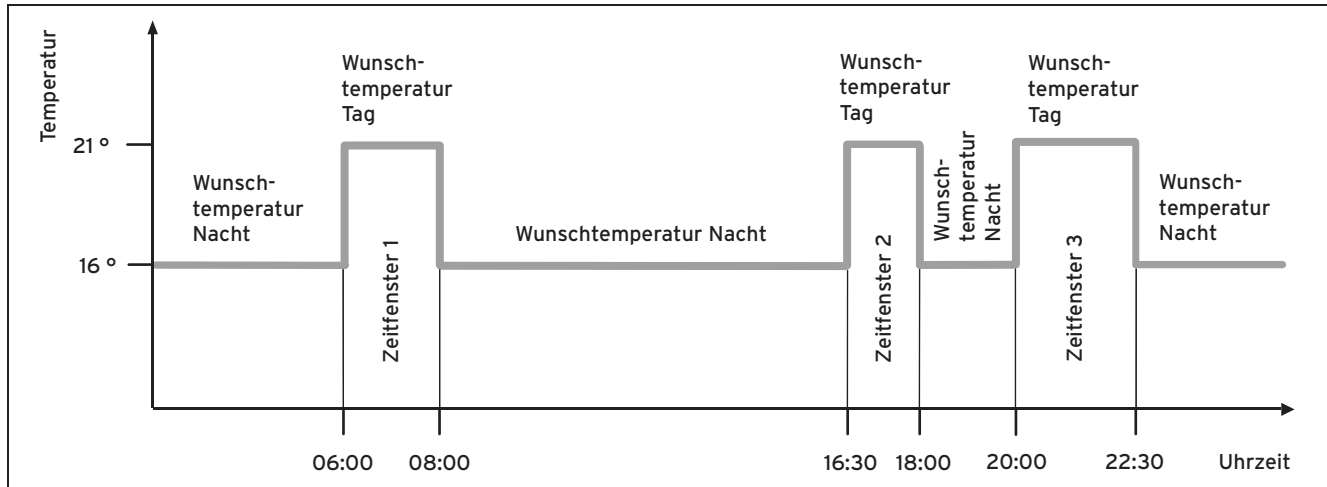 Temperatur
21 °
16 °
Wunsch-
temperatur
Nacht
Wunsch-
temperatur
Tag
Zeitfenster 1
Wunschtemperatur Nacht
Wunsch-
temperatur
Tag
Zeitfenster 2
Wunsch-
temperatur
Nacht
Wunsch-
temperatur
Tag
Zeitfenster 3
Wunsch-
temperatur
Nacht
06:00
08:00
16:30
18:00
20:00
22:30
Uhrzeit